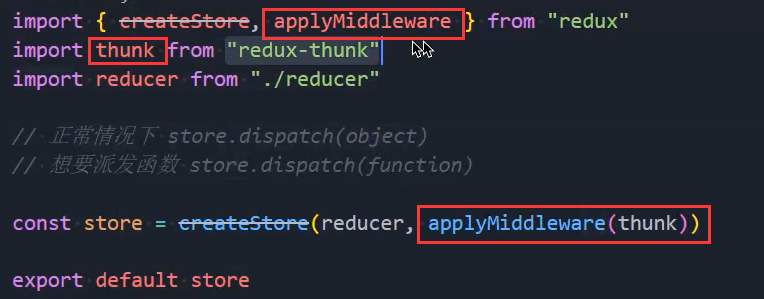 import { createStore, applyMiddleware } from "redux"
import thunk from "redux-thunk"
import reducer from "./reducer"
// 正常情况下 store.dispatch(object)
// 想要派发函数 store.dispatch(function)
const store = createStore(reducer, applyMiddleware(thunk))
export default store